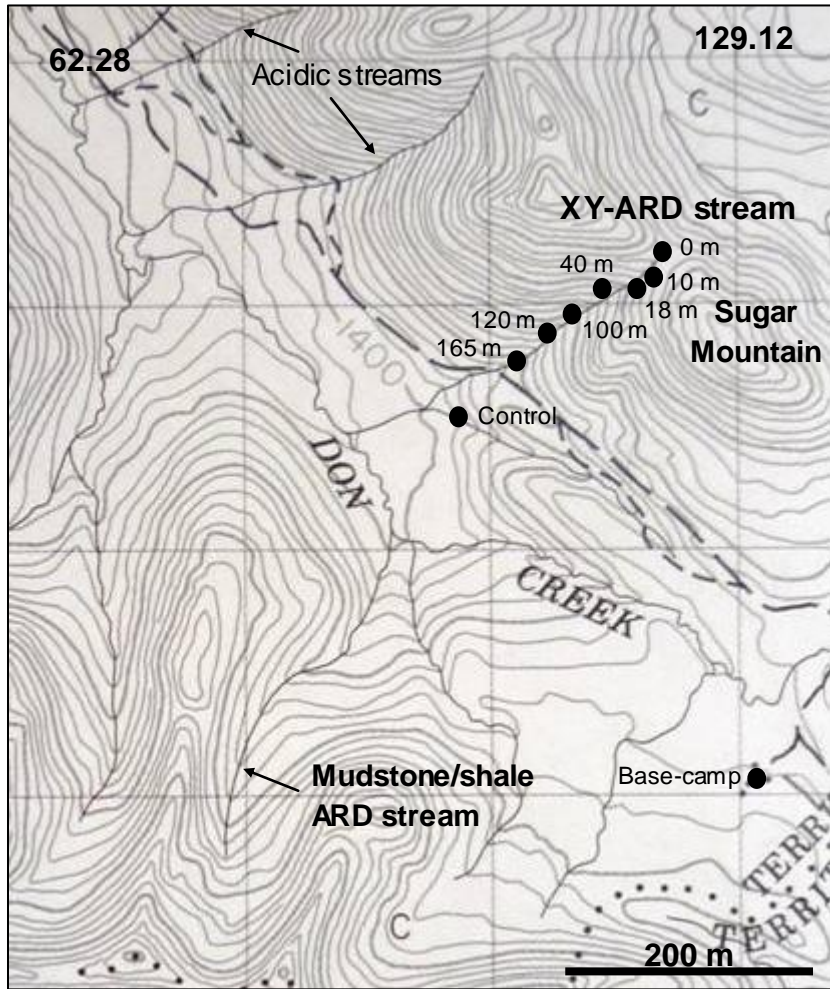 62.28
129.12
Acidic streams
C
XY-ARD stream
0 m
40 m
10 m
18 m
Sugar
Mountain
120 m
100 m
165 m
1400
Control
DON
CREEK
Mudstone/shale
ARD stream
Base-camp
TERRI
TERRIT
C
200 m